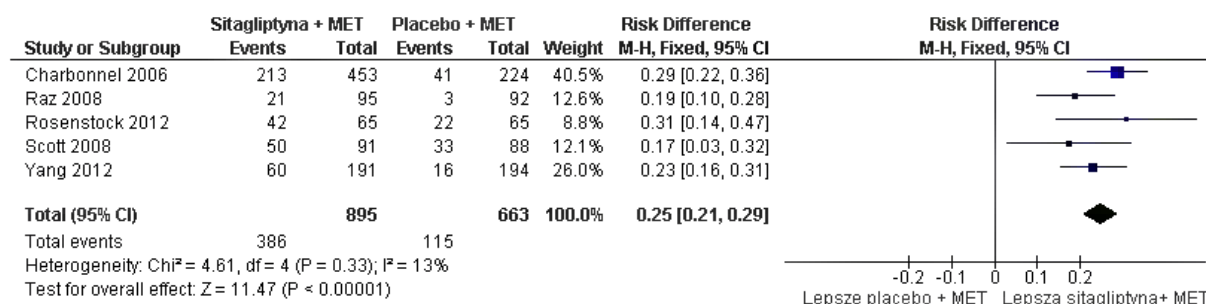 Sitagliptyna + MET Placebo + MET Risk Difference Risk Difference
Study or Subgroup Events Total Events Total Weight M-H, Fixed, 95% CI M-H, Fixed, 95% CI
Charbonnel 2006 213 453 41 224 40.5% 0.29 [0.22, 0.36]
Raz 2008 21 95 3 92 12.6% 0.19 [0.10, 0.28]
Rosenstock 2012 42 65 22 65 8.8% 0.31 [0.14, 0.47]
Scott 2008 50 91 33 88 12.1% 0.17 [0.03, 0.32]
Yang 2012 60 191 16 194 26.0% 0.23 [0.16, 0.31]
Total (95% CI) 895 663 100.0% 0.25 [0.21, 0.29]
Total events 386 115
Heterogeneity: Chi² = 4.61, df = 4 (P = 0.33); I² = 13%
Test for overall effect: Z = 11.47 (P < 0.00001)
-0.2 -0.1 0 0.1 0.2
Lepsze placebo + MET Lepsza sitagliptyna+ MET